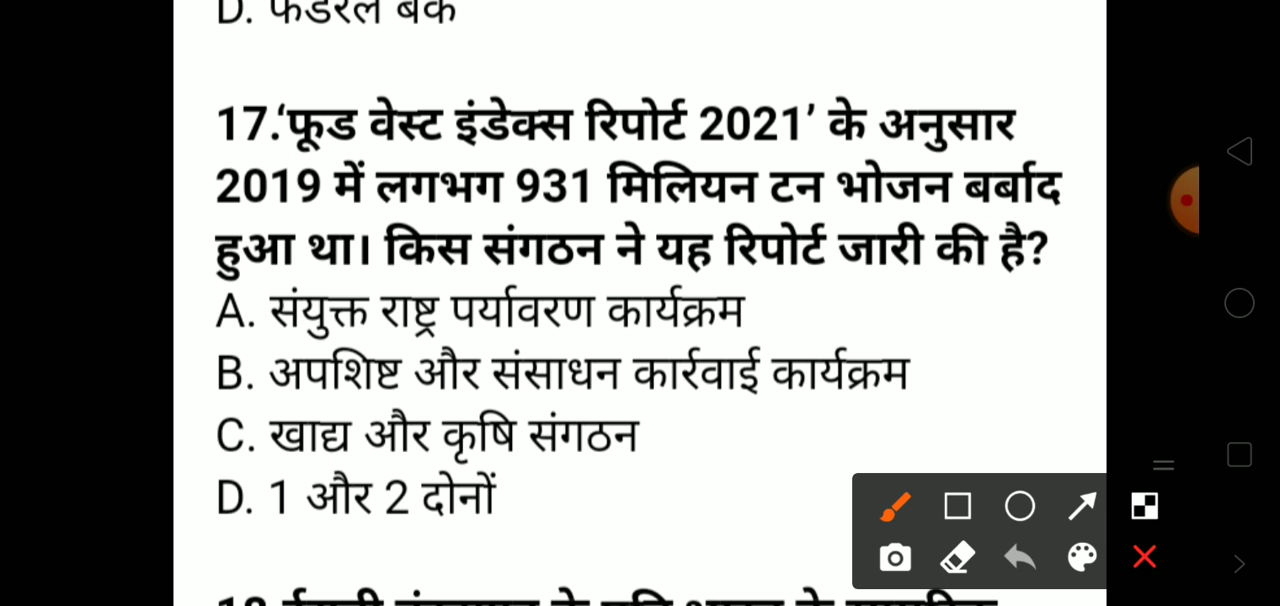 D. फेडरल बैंक
17.‘फूड वेस्ट इंडेक्स रिपोर्ट 2021’ के अनुसार
2019 में लगभग 931 मिलियन टन भोजन बर्बाद
हुआ था। किस संगठन ने यह रिपोर्ट जारी की है?
A. संयुक्त राष्ट्र पर्यावरण कार्यक्रम
B. अपशिष्ट और संसाधन कार्रवाई कार्यक्रम
C. खाद्य और कृषि संगठन
D. 1 और 2 दोनों